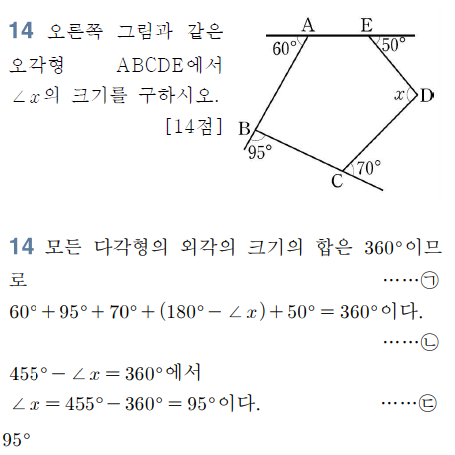 14 오른쪽 그림과 같은
오각형 ABCDE에서
∠x의 크기를 구하시오.
[14점]
A E
60° 50°
x D
B
95°
70°
C
14 모든 다각형의 외각의 크기의 합은 360°이므
로 ……㉠
60°+95°+70°+(180°-∠x)+50°=360°이다.
……㉡
455°-∠x=360°에서
∠x=455°-360°=95°이다. ……㉢
95°